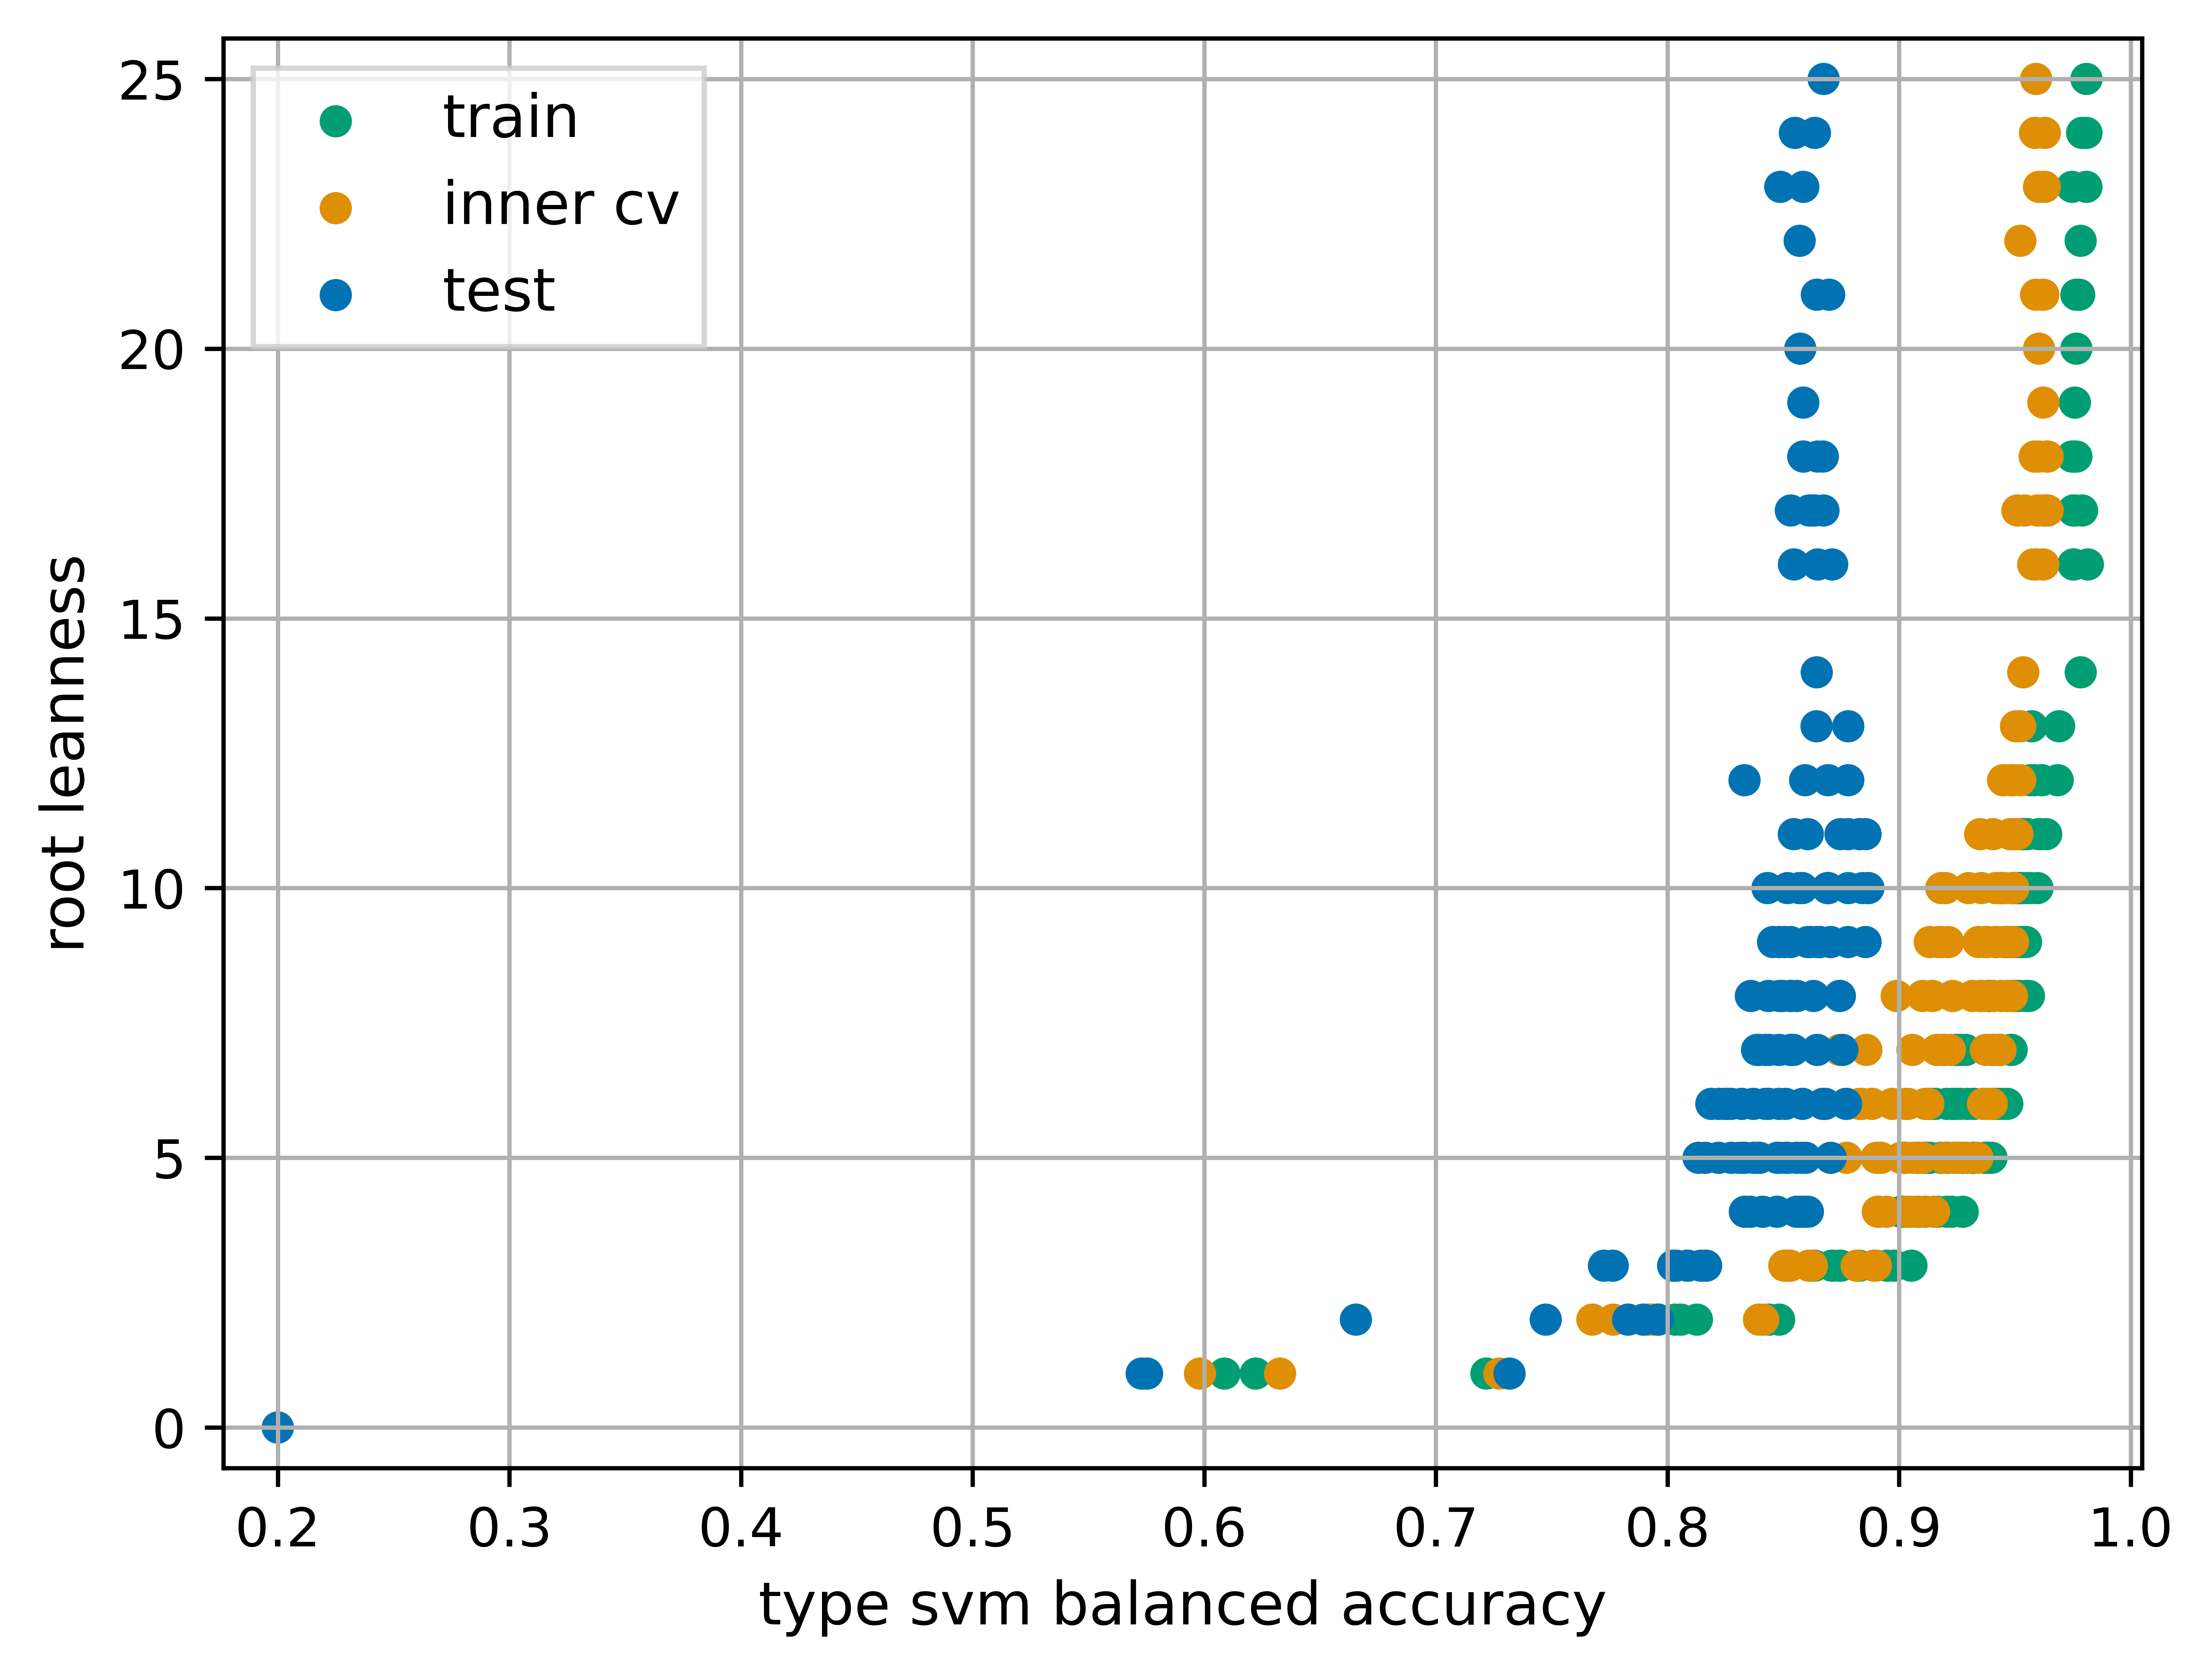 25
20
15
10
5
0
root leanness
train
inner cv
test
0.2 0.3 0.4 0.5 0.6 0.7 0.8 0.9 1.0
type svm balanced accuracy